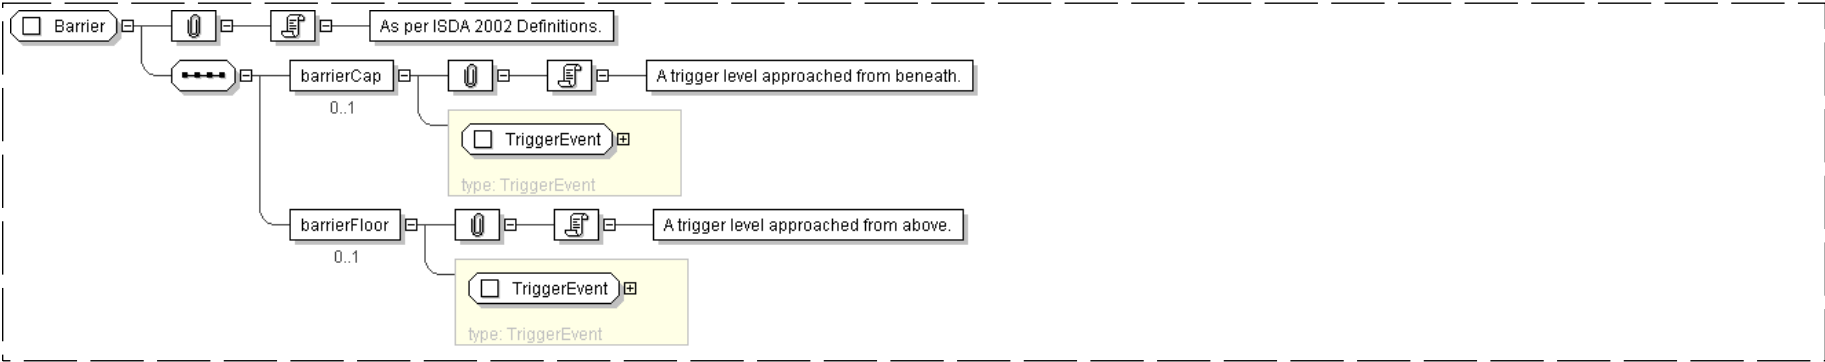 Barrier
As per ISDA 2002 Definitions.
barrierCap
A trigger level approached from beneath.
0..1
TriggerEvent
type: TriggerEvent
barrierFloor
A trigger level approached from above.
0..1
TriggerEvent
type: TriggerEvent